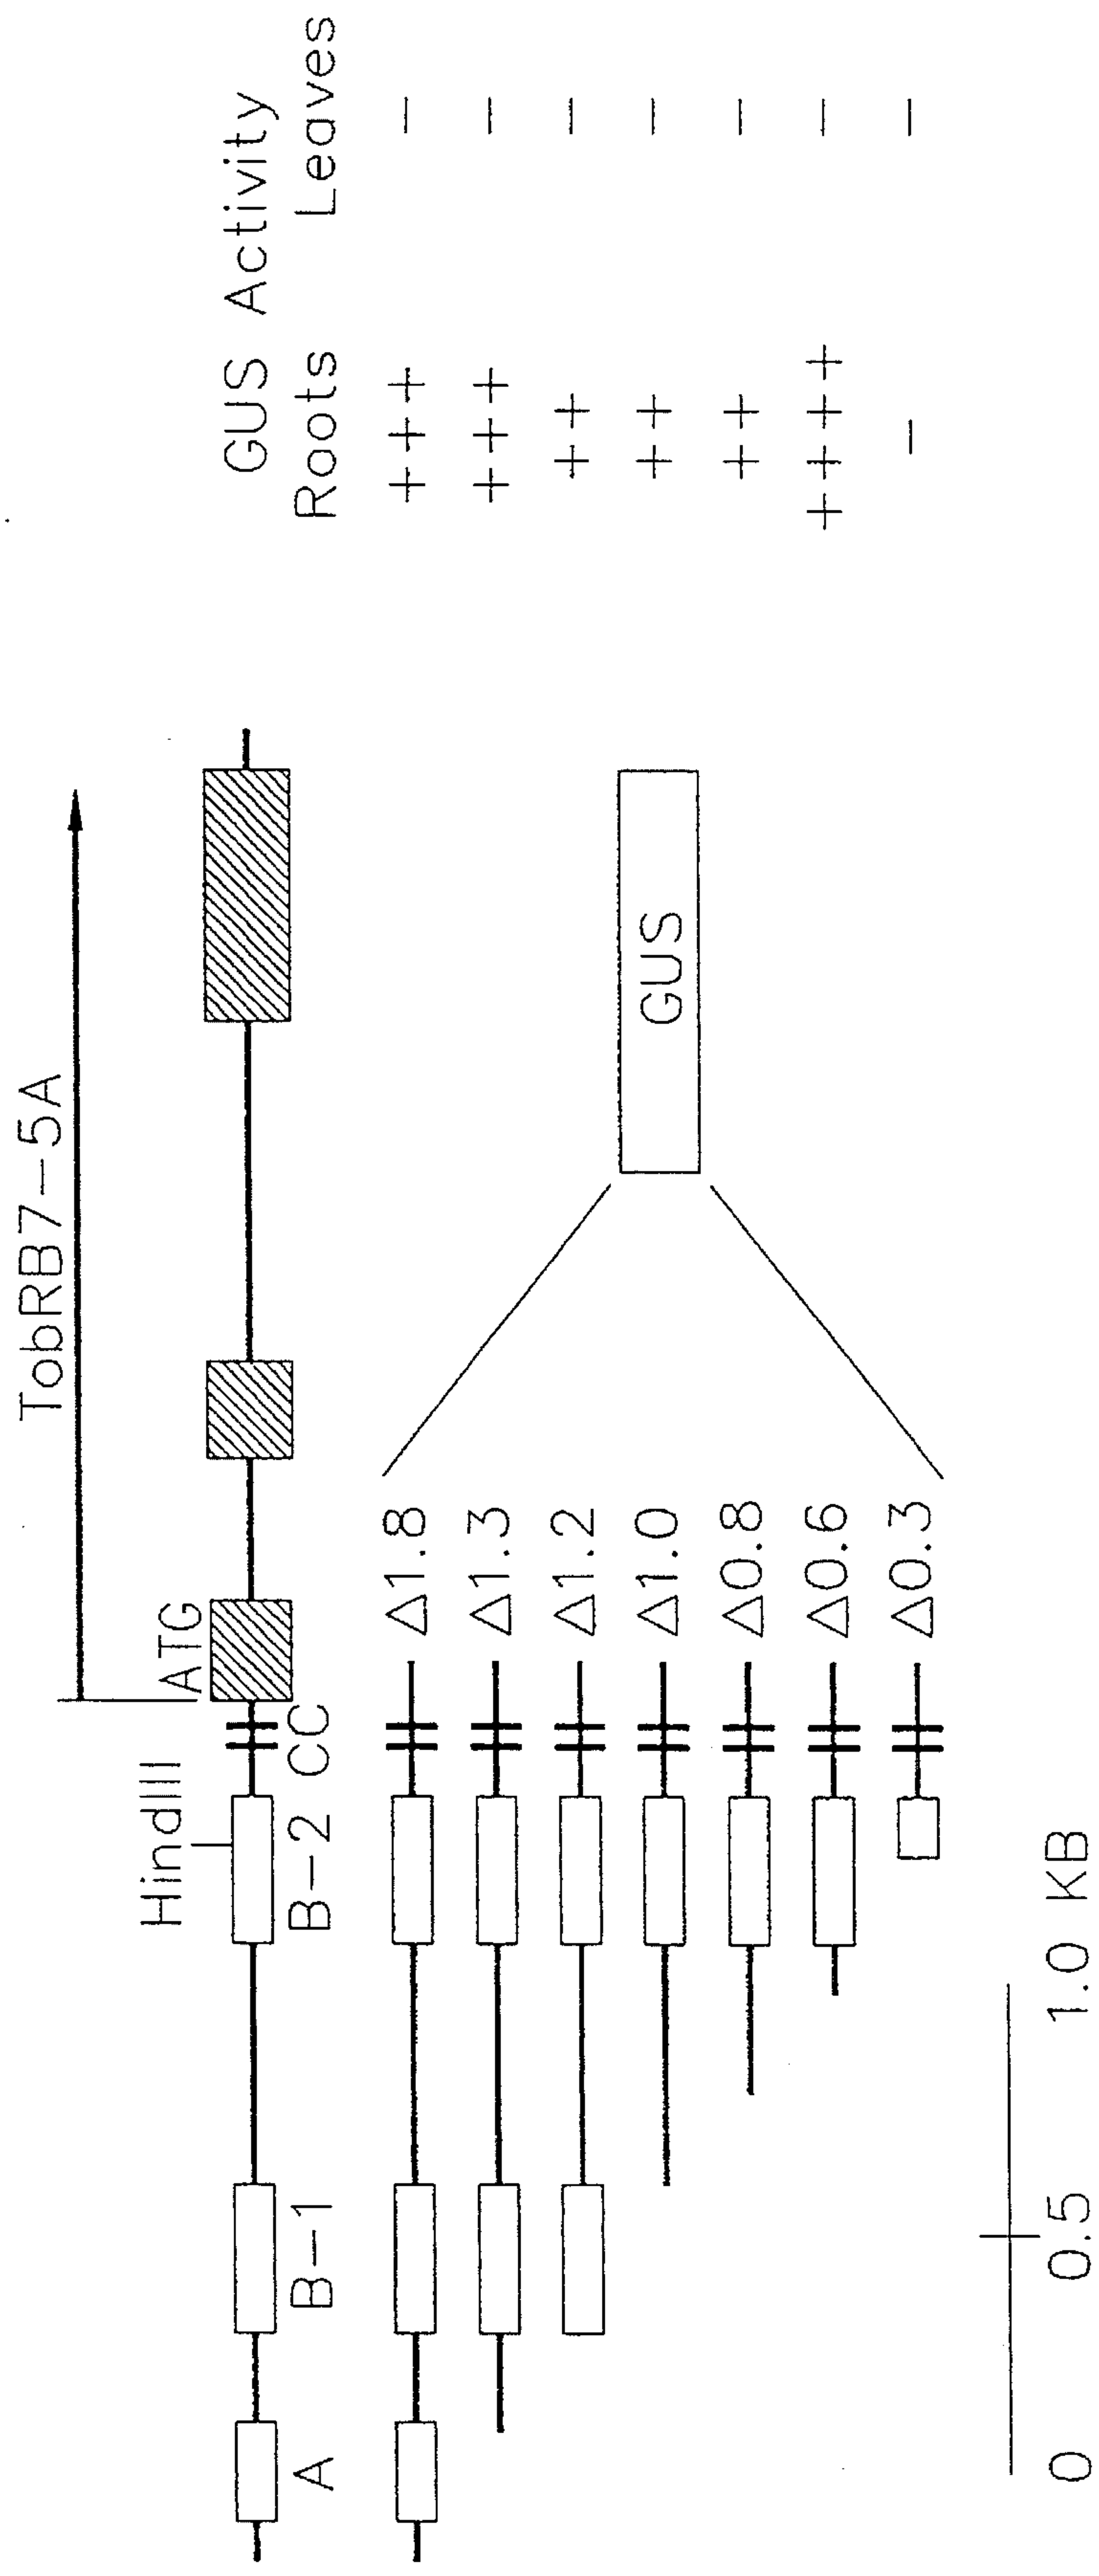 TobRB7-5A
HindIII
ATG
A
B-1
B-2
CC
GUS Activity
Roots Leaves
Δ1.8 +++ −
Δ1.3 +++ −
Δ1.2 ++ −
Δ1.0 ++ −
Δ0.8 ++ −
Δ0.6 ++++ −
Δ0.3 − −
GUS
0 0.5 1.0 KB